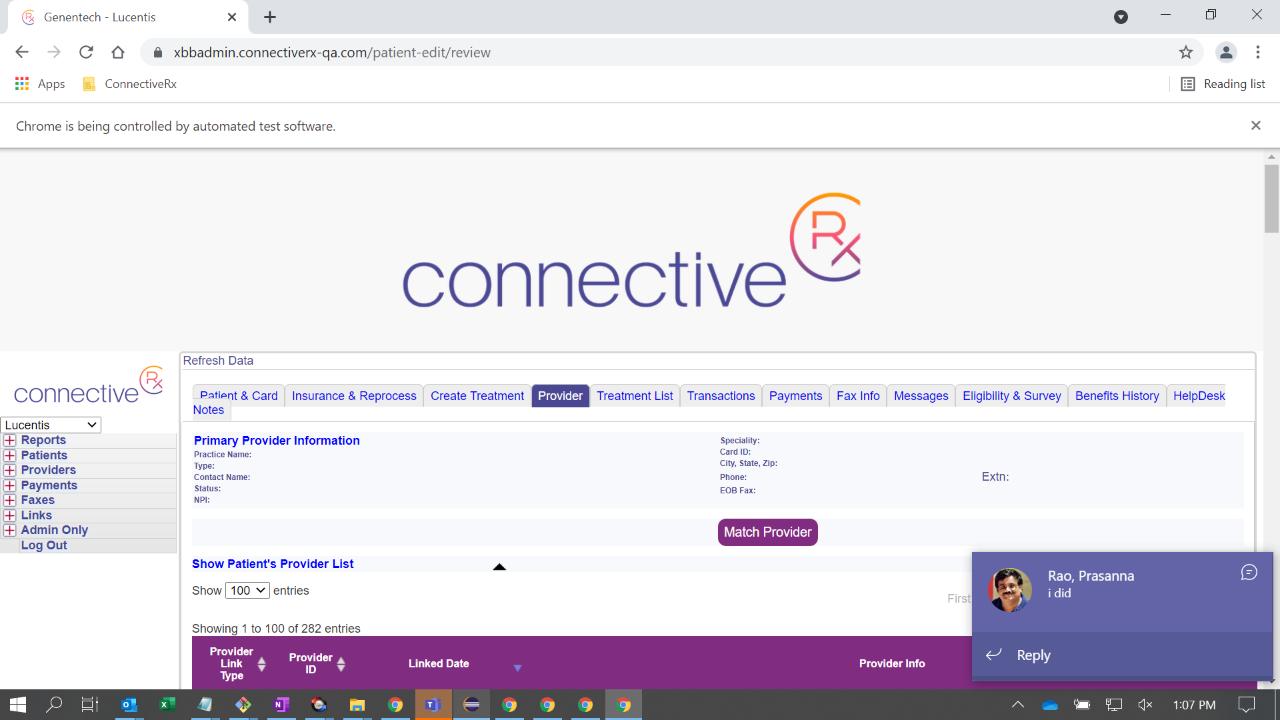 Genentech - Lucentis
xbbadmin.connectiverx-qa.com/patient-edit/review
Apps
ConnectiveRx
Reading list
Chrome is being controlled by automated test software.
connective Rx
connective Rx
Lucentis
Reports
Patients
Providers
Payments
Faxes
Links
Admin Only
Log Out
Refresh Data
Patient & Card Insurance & Reprocess Create Treatment Provider Treatment List Transactions Payments Fax Info Messages Eligibility & Survey Benefits History HelpDesk
Notes
Primary Provider Information
Practice Name:
Type:
Contact Name:
Status:
NPI:
Speciality:
Card ID:
City, State, Zip:
Phone:
EOB Fax:
Extn:
Match Provider
Show Patient's Provider List
Show 100 entries
First
Showing 1 to 100 of 282 entries
Provider
Link
Type
Provider
ID
Linked Date
Provider Info
Rao, Prasanna
i did
Reply
1:07 PM